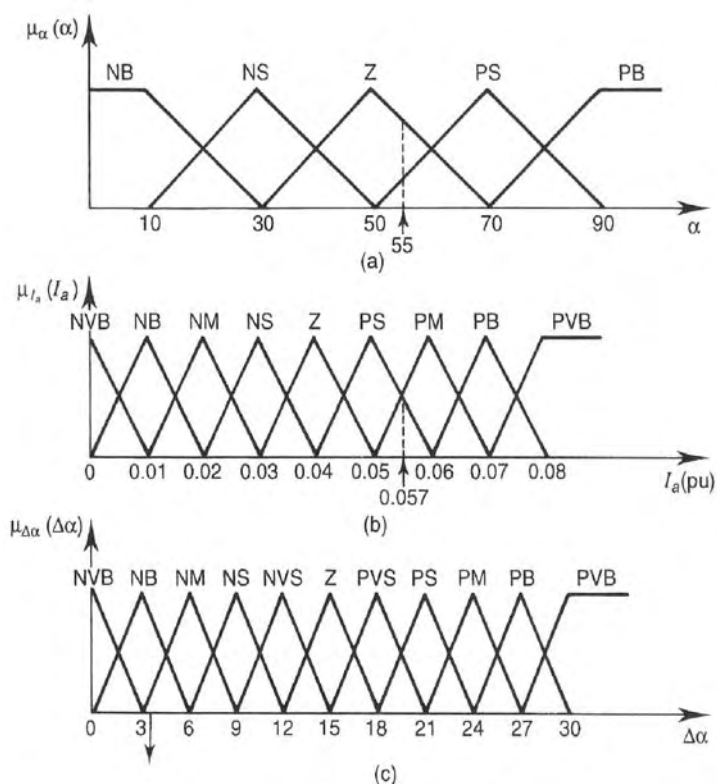 μα (α)
NB NS Z PS PB
10 30 50 70 90 α
55
(a)
μIa (Ia)
NVB NB NM NS Z PS PM PB PVB
0 0.01 0.02 0.03 0.04 0.05 0.06 0.07 0.08 Ia(pu)
0.057
(b)
μΔα (Δα)
NVB NB NM NS NVS Z PVS PS PM PB PVB
0 3 6 9 12 15 18 21 24 27 30 Δα
(c)